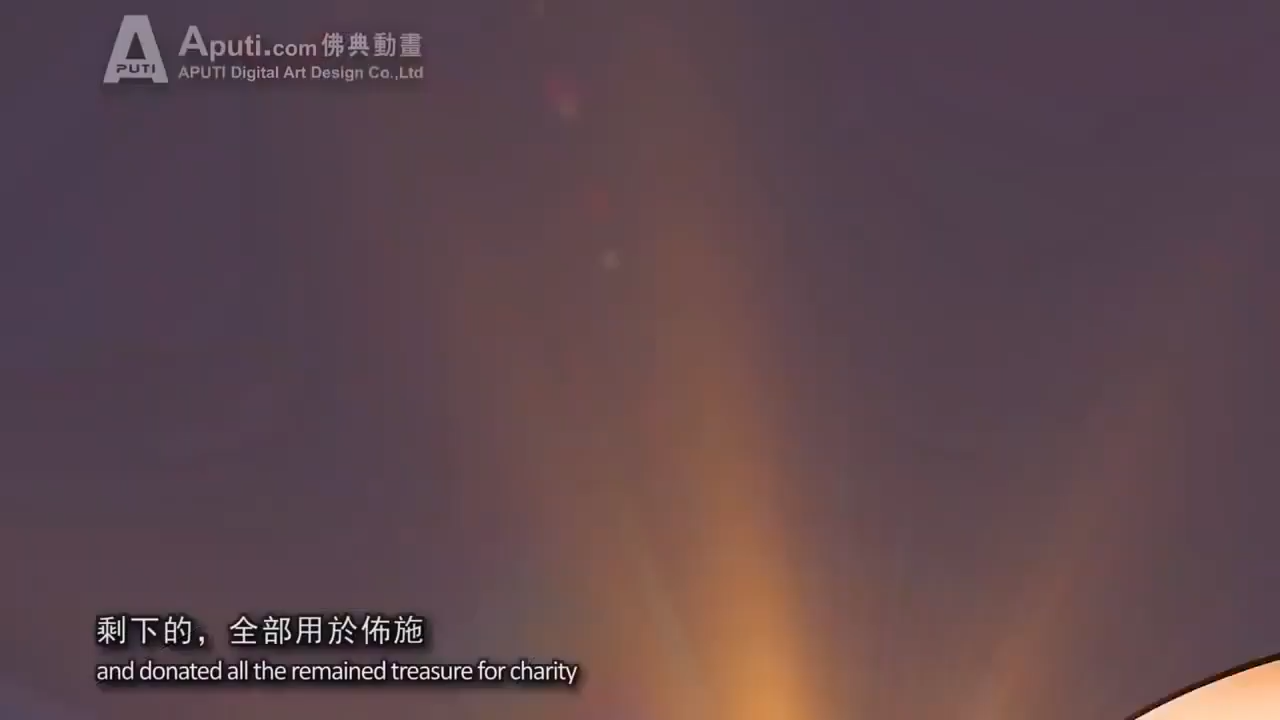 Aputi.com 佛典動畫
PUTI
APUTI Digital Art Design Co.,Ltd
剩下的，全部用於佈施
and donated all the remained treasure for charity